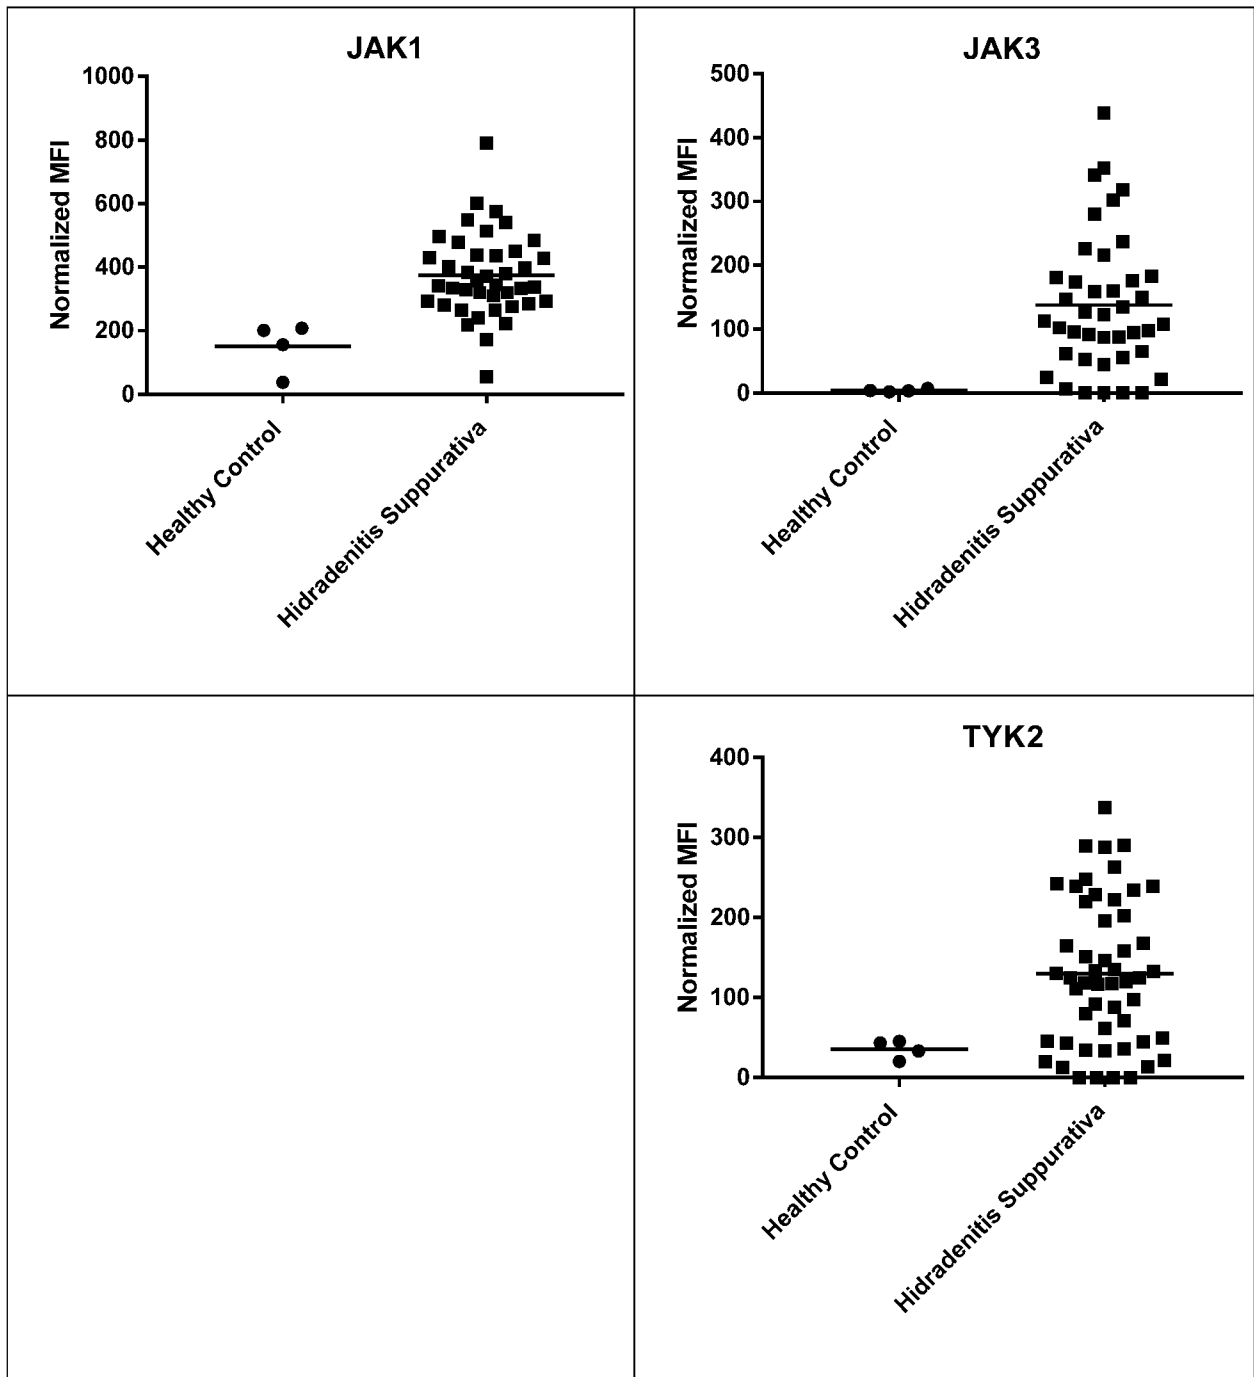 JAK1
1000
800
600
400
200
0
Normalized MFI
Healthy Control
Hidradenitis Suppurativa
JAK3
500
400
300
200
100
0
Normalized MFI
Healthy Control
Hidradenitis Suppurativa
TYK2
400
300
200
100
0
Normalized MFI
Healthy Control
Hidradenitis Suppurativa